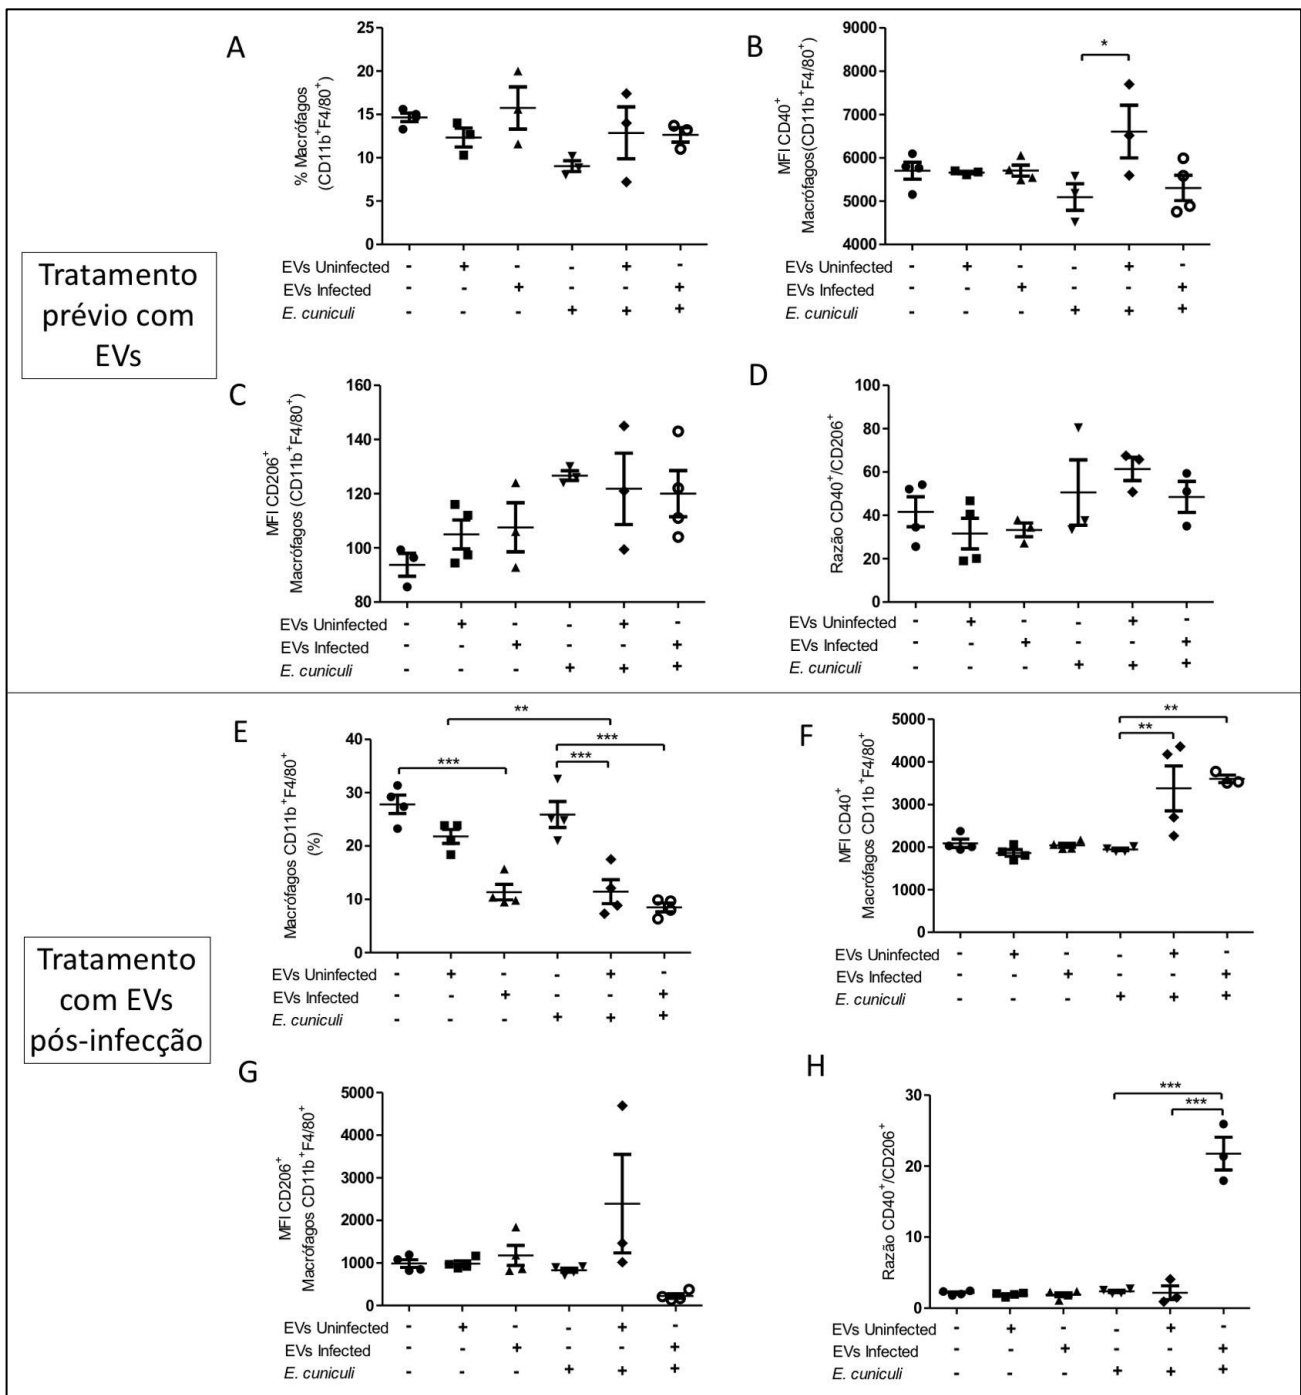 A
% Macrófagos
(CD11b⁺F4/80⁺)
25
20
15
10
5
0
EVs Uninfected - + - - + -
EVs Infected - - + - - +
E. cuniculi - - - + + +
B
MFI CD40⁺
Macrófagos(CD11b⁺F4/80⁺)
9000
8000
7000
6000
5000
4000
*
EVs Uninfected - + - - + -
EVs Infected - - + - - +
E. cuniculi - - - + + +
Tratamento
prévio com
EVs
C
MFI CD206⁺
Macrófagos (CD11b⁺F4/80⁺)
160
140
120
100
80
EVs Uninfected - + - - + -
EVs Infected - - + - - +
E. cuniculi - - - + + +
D
Razão CD40⁺/CD206⁺
100
80
60
40
20
0
EVs Uninfected - + - - + -
EVs Infected - - + - - +
E. cuniculi - - - + + +
E
Macrófagos CD11b⁺F4/80⁺
(%)
40
30
20
10
0
**
***
***
***
EVs Uninfected - + - - + -
EVs Infected - - + - - +
E. cuniculi - - - + + +
F
MFI CD40⁺
Macrófagos CD11b⁺F4/80⁺
5000
4000
3000
2000
1000
0
**
**
EVs Uninfected - + - - + -
EVs Infected - - + - - +
E. cuniculi - - - + + +
Tratamento
com EVs
pós-infecção
G
MFI CD206⁺
Macrófagos CD11b⁺F4/80⁺
5000
4000
3000
2000
1000
0
EVs Uninfected - + - - + -
EVs Infected - - + - - +
E. cuniculi - - - + + +
H
Razão CD40⁺/CD206⁺
30
20
10
0
***
***
EVs Uninfected - + - - + -
EVs Infected - - + - - +
E. cuniculi - - - + + +